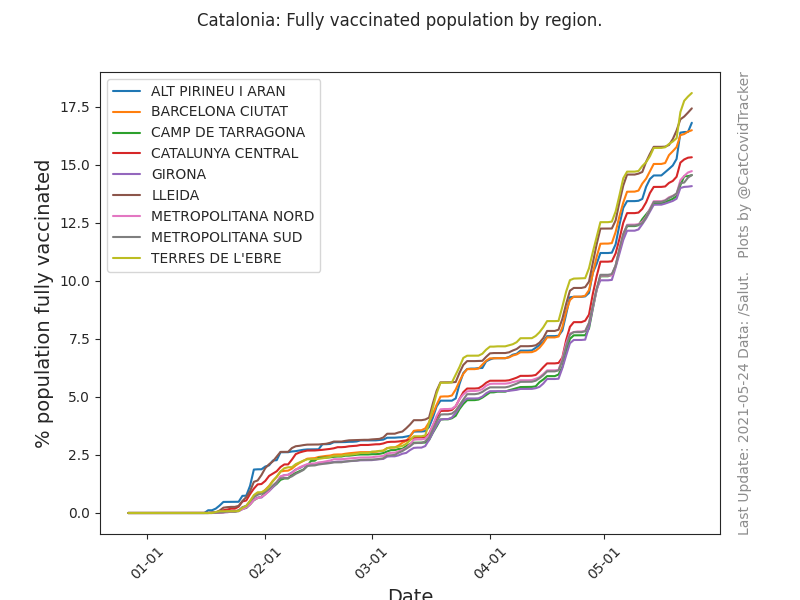 Catalonia: Fully vaccinated population by region.
ALT PIRINEU I ARAN
BARCELONA CIUTAT
CAMP DE TARRAGONA
CATALUNYA CENTRAL
GIRONA
LLEIDA
METROPOLITANA NORD
METROPOLITANA SUD
TERRES DE L'EBRE
% population fully vaccinated
17.5
15.0
12.5
10.0
7.5
5.0
2.5
0.0
01-01
02-01
03-01
04-01
05-01
Date
Last Update: 2021-05-24 Data: /Salut. Plots by @CatCovidTracker